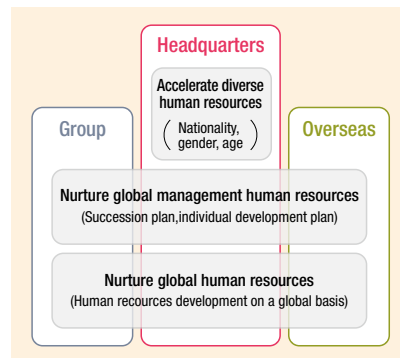 Headquarters
Accelerate diverse
human resources
(Nationality,
gender, age)
Group
Overseas
Nurture global management human resources
(Succession plan,individual development plan)
Nurture global human resources
(Human recources development on a global basis)